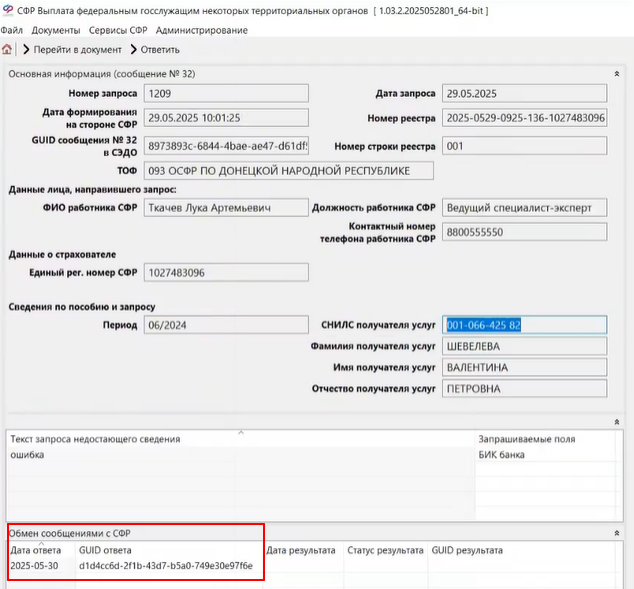 СФР Выплата федеральным госслужащим некоторых территориальных органов [ 1.03.2.2025052801_64-bit ]
Файл Документы Сервисы СФР Администрирование
Перейти в документ Ответить
Основная информация (сообщение № 32)
Номер запроса 1209 Дата запроса 29.05.2025
Дата формирования на стороне СФР 29.05.2025 10:01:25 Номер реестра 2025-0529-0925-136-1027483096
GUID сообщения № 32 в СЭДО 8973893c-6844-4bae-ae47-d61df Номер строки реестра 001
ТОФ 093 ОСФР ПО ДОНЕЦКОЙ НАРОДНОЙ РЕСПУБЛИКЕ
Данные лица, направившего запрос:
ФИО работника СФР Ткачев Лука Артемьевич Должность работника СФР Ведущий специалист-эксперт
Контактный номер телефона работника СФР 8800555550
Данные о страхователе
Единый рег. номер СФР 1027483096
Сведения по пособию и запросу
Период 06/2024 СНИЛС получателя услуг 001-066-425 82
Фамилия получателя услуг ШЕВЕЛЕВА
Имя получателя услуг ВАЛЕНТИНА
Отчество получателя услуг ПЕТРОВНА
Текст запроса недостающего сведения Запрашиваемые поля
ошибка БИК банка
Обмен сообщениями с СФР
Дата ответа GUID ответа Дата результата Статус результата GUID результата
2025-05-30 d1d4cc6d-2f1b-43d7-b5a0-749e30e97f6e